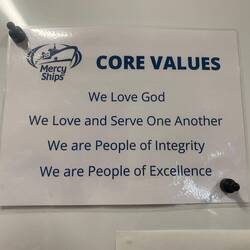 Mercy
Ships
CORE VALUES
We Love God
We Love and Serve One Another
We are People of Integrity
We are People of Excellence